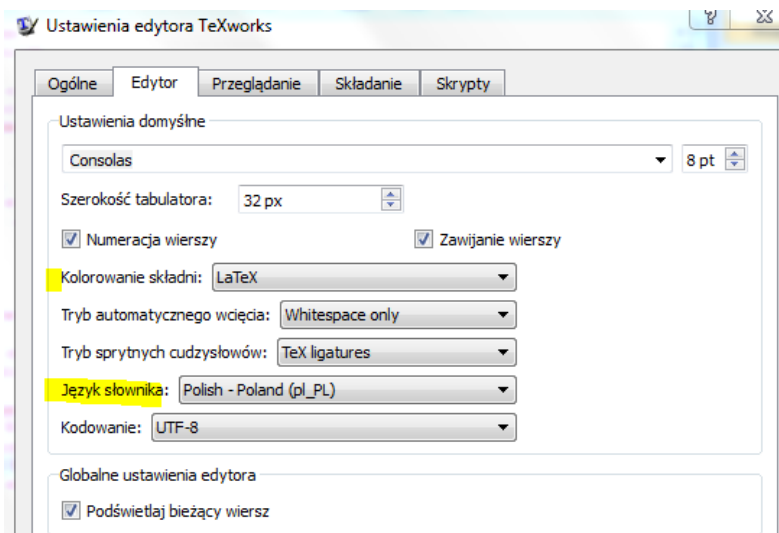 Ustawienia edytora TeXworks
Ogólne Edytor Przeglądanie Składanie Skrypty
Ustawienia domyślne
Consolas 8 pt
Szerokość tabulatora: 32 px
Numeracja wierszy Zawijanie wierszy
Kolorowanie składni: LaTeX
Tryb automatycznego wcięcia: Whitespace only
Tryb sprytnych cudzysłowów: TeX ligatures
Język słownika: Polish - Poland (pl_PL)
Kodowanie: UTF-8
Globalne ustawienia edytora
Podświetlaj bieżący wiersz